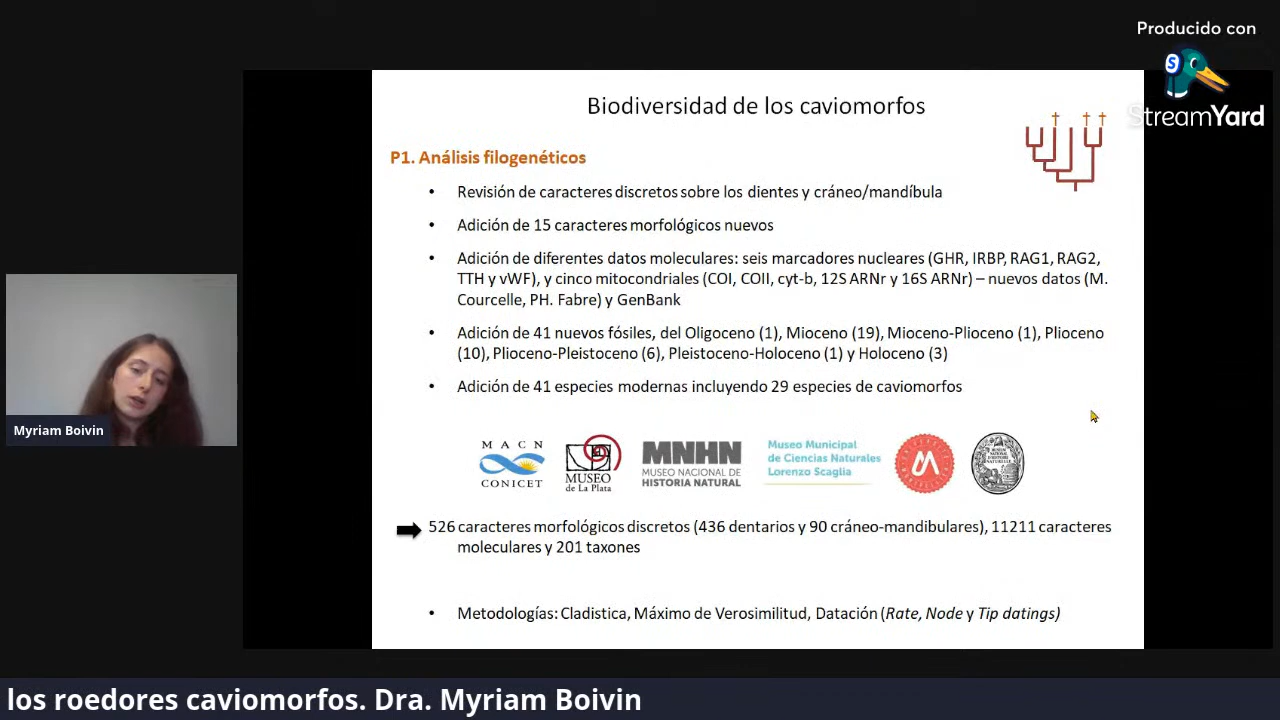 Producido con
StreamYard
Biodiversidad de los caviomorfos
P1. Análisis filogenéticos
• Revisión de caracteres discretos sobre los dientes y cráneo/mandíbula
• Adición de 15 caracteres morfológicos nuevos
• Adición de diferentes datos moleculares: seis marcadores nucleares (GHR, IRBP, RAG1, RAG2,
TTH y vWF), y cinco mitocondriales (COI, COII, cyt-b, 12S ARNr y 16S ARNr) – nuevos datos (M.
Courcelle, PH. Fabre) y GenBank
• Adición de 41 nuevos fósiles, del Oligoceno (1), Mioceno (19), Mioceno-Plioceno (1), Plioceno
(10), Plioceno-Pleistoceno (6), Pleistoceno-Holoceno (1) y Holoceno (3)
• Adición de 41 especies modernas incluyendo 29 especies de caviomorfos
MACN
CONICET
MUSEO
de La Plata
MNHN
MUSEO NACIONAL DE
HISTORIA NATURAL
Museo Municipal
de Ciencias Naturales
Lorenzo Scaglia
526 caracteres morfológicos discretos (436 dentarios y 90 cráneo-mandibulares), 11211 caracteres
moleculares y 201 taxones
• Metodologías: Cladistica, Máximo de Verosimilitud, Datación (Rate, Node y Tip datings)
Myriam Boivin
los roedores caviomorfos. Dra. Myriam Boivin